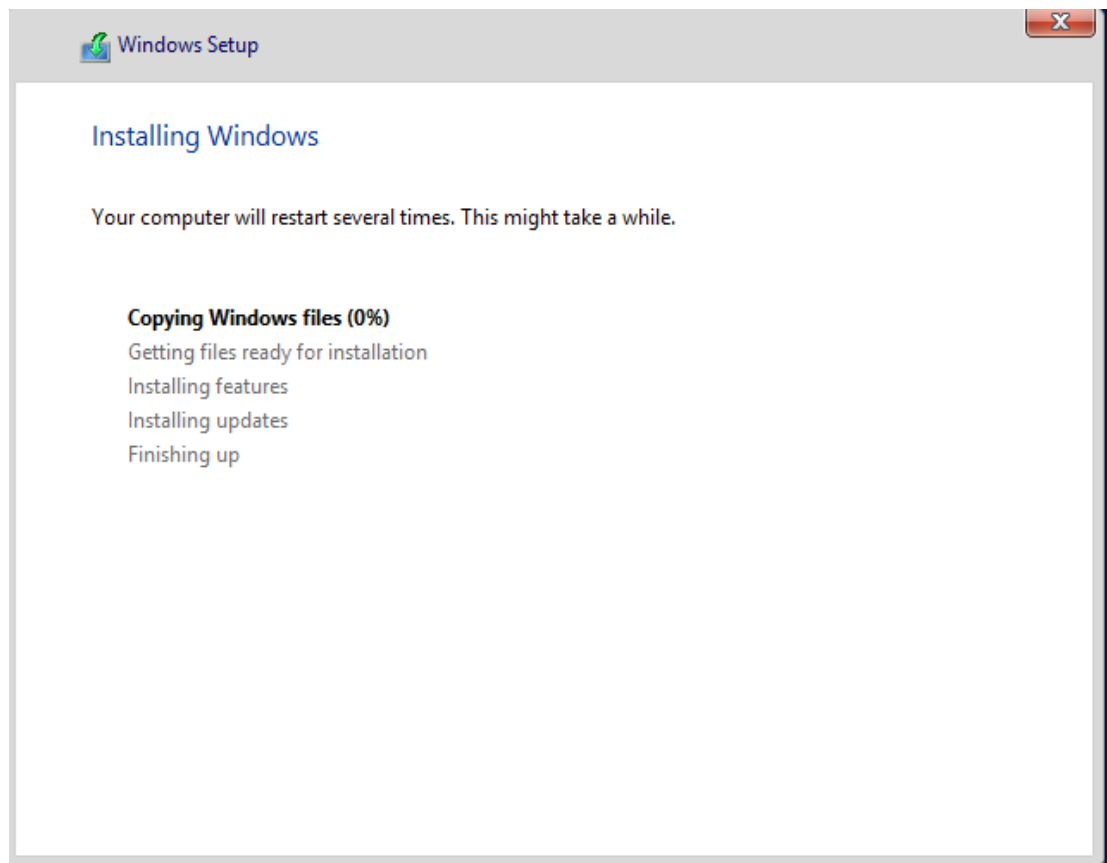 Windows Setup
Installing Windows
Your computer will restart several times. This might take a while.
Copying Windows files (0%)
Getting files ready for installation
Installing features
Installing updates
Finishing up